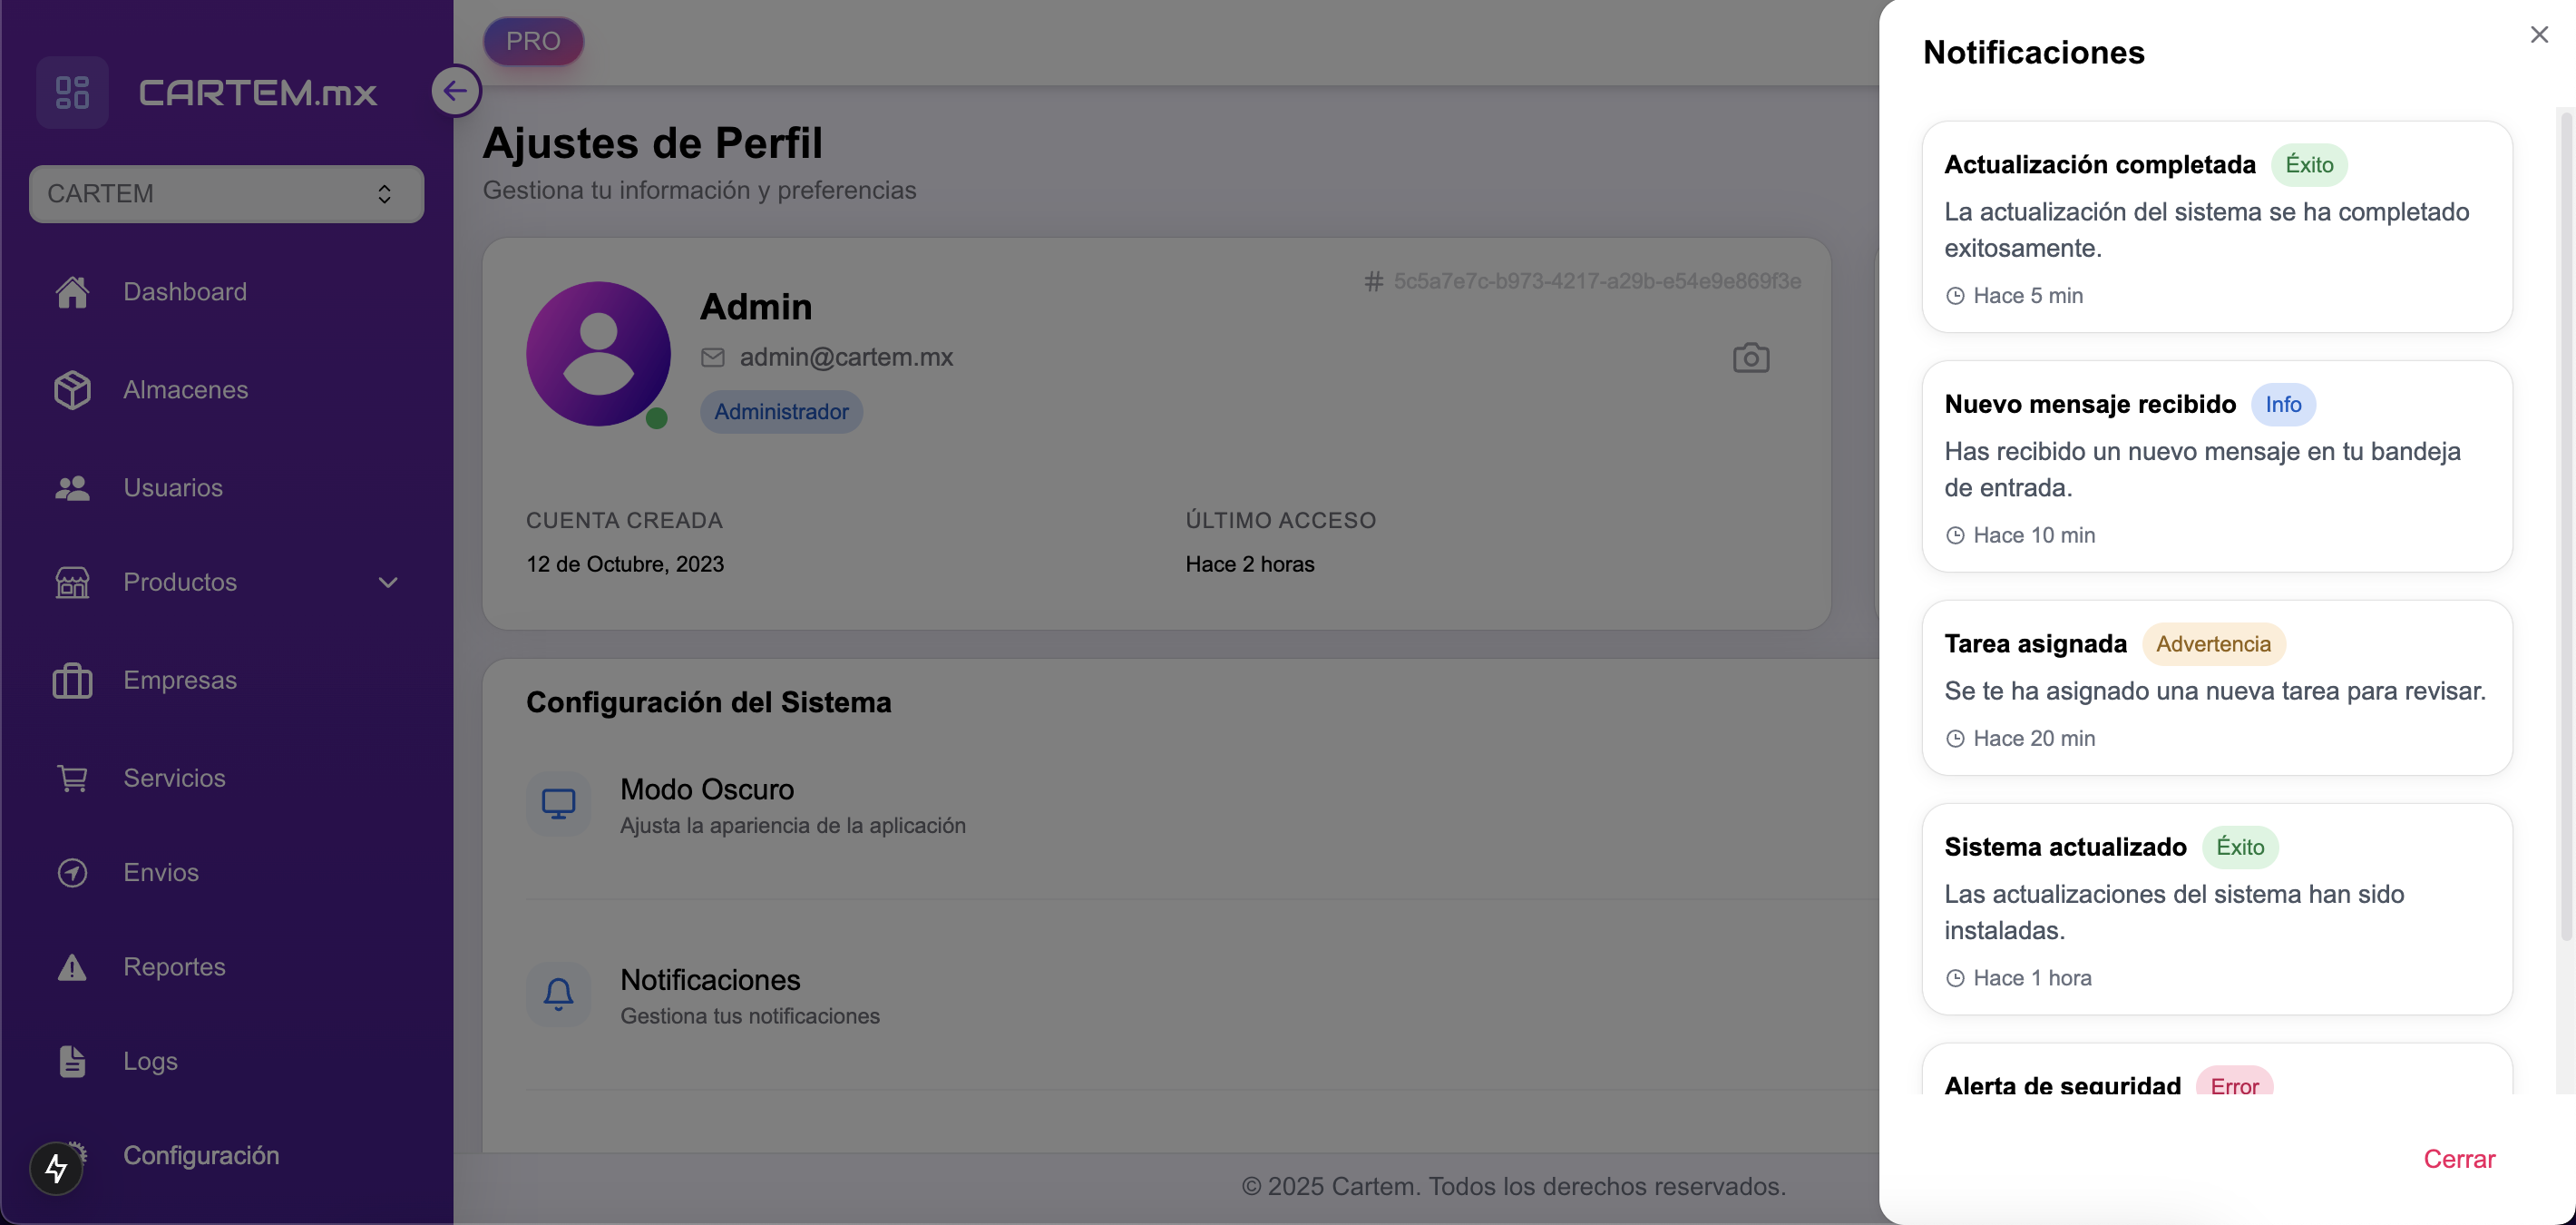 CARTEM.mx
CARTEM
Dashboard
Almacenes
Usuarios
Productos
Empresas
Servicios
Envios
Reportes
Logs
Configuración
PRO
Ajustes de Perfil
Gestiona tu información y preferencias
# 5c5a7e7c-b973-4217-a29b-e54e9e869f3e
Admin
admin@cartem.mx
Administrador
CUENTA CREADA
12 de Octubre, 2023
ÚLTIMO ACCESO
Hace 2 horas
Configuración del Sistema
Modo Oscuro
Ajusta la apariencia de la aplicación
Notificaciones
Gestiona tus notificaciones
© 2025 Cartem. Todos los derechos reservados.
Notificaciones
Actualización completada Éxito
La actualización del sistema se ha completado
exitosamente.
Hace 5 min
Nuevo mensaje recibido Info
Has recibido un nuevo mensaje en tu bandeja
de entrada.
Hace 10 min
Tarea asignada Advertencia
Se te ha asignado una nueva tarea para revisar.
Hace 20 min
Sistema actualizado Éxito
Las actualizaciones del sistema han sido
instaladas.
Hace 1 hora
Alerta de seguridad Error
Cerrar